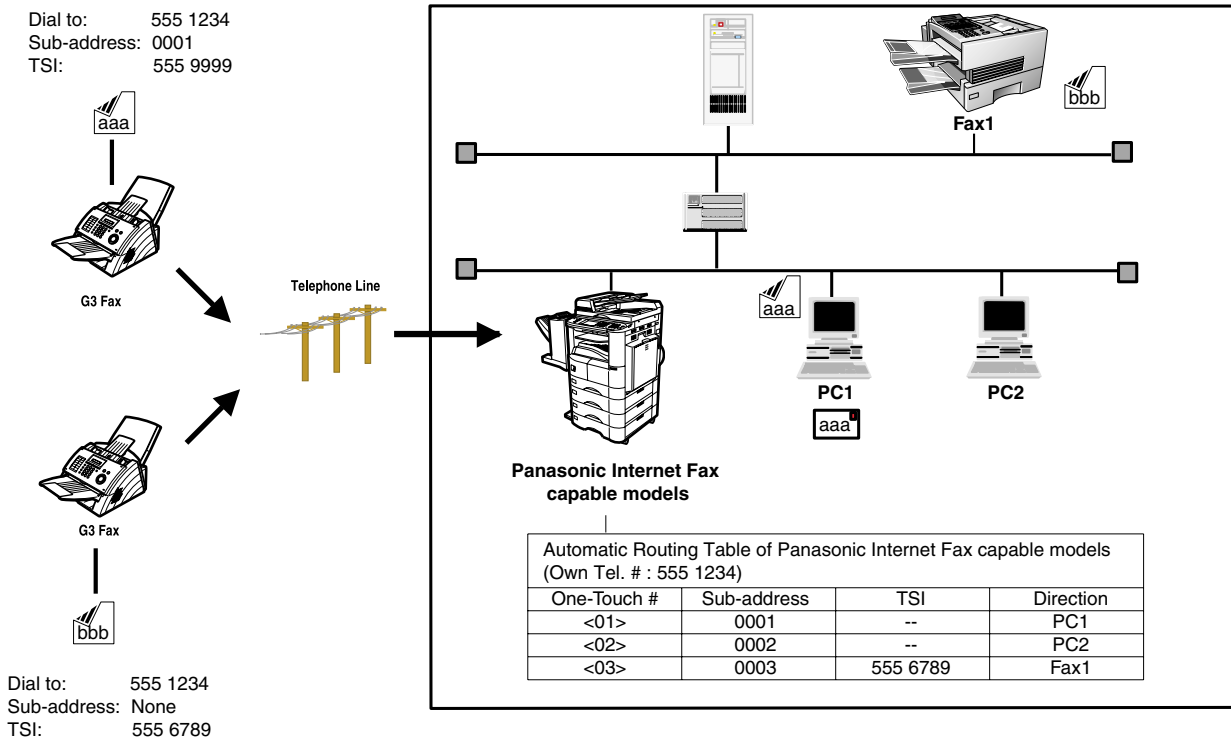 Dial to: 555 1234
Sub-address: 0001
TSI: 555 9999
aaa
G3 Fax
Telephone Line
G3 Fax
bbb
Dial to: 555 1234
Sub-address: None
TSI: 555 6789
bbb
Fax1
aaa
PC1
PC2
aaa
Panasonic Internet Fax
capable models
Automatic Routing Table of Panasonic Internet Fax capable models
(Own Tel. # : 555 1234)
One-Touch # Sub-address TSI Direction
<01> 0001 -- PC1
<02> 0002 -- PC2
<03> 0003 555 6789 Fax1